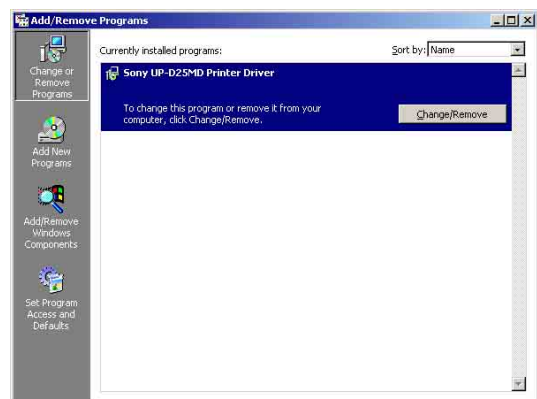 Add/Remove Programs
Change or
Remove
Programs
Add New
Programs
Add/Remove
Windows
Components
Set Program
Access and
Defaults
Currently installed programs:
Sort by: Name
Sony UP-D25MD Printer Driver
To change this program or remove it from your
computer, click Change/Remove.
Change/Remove